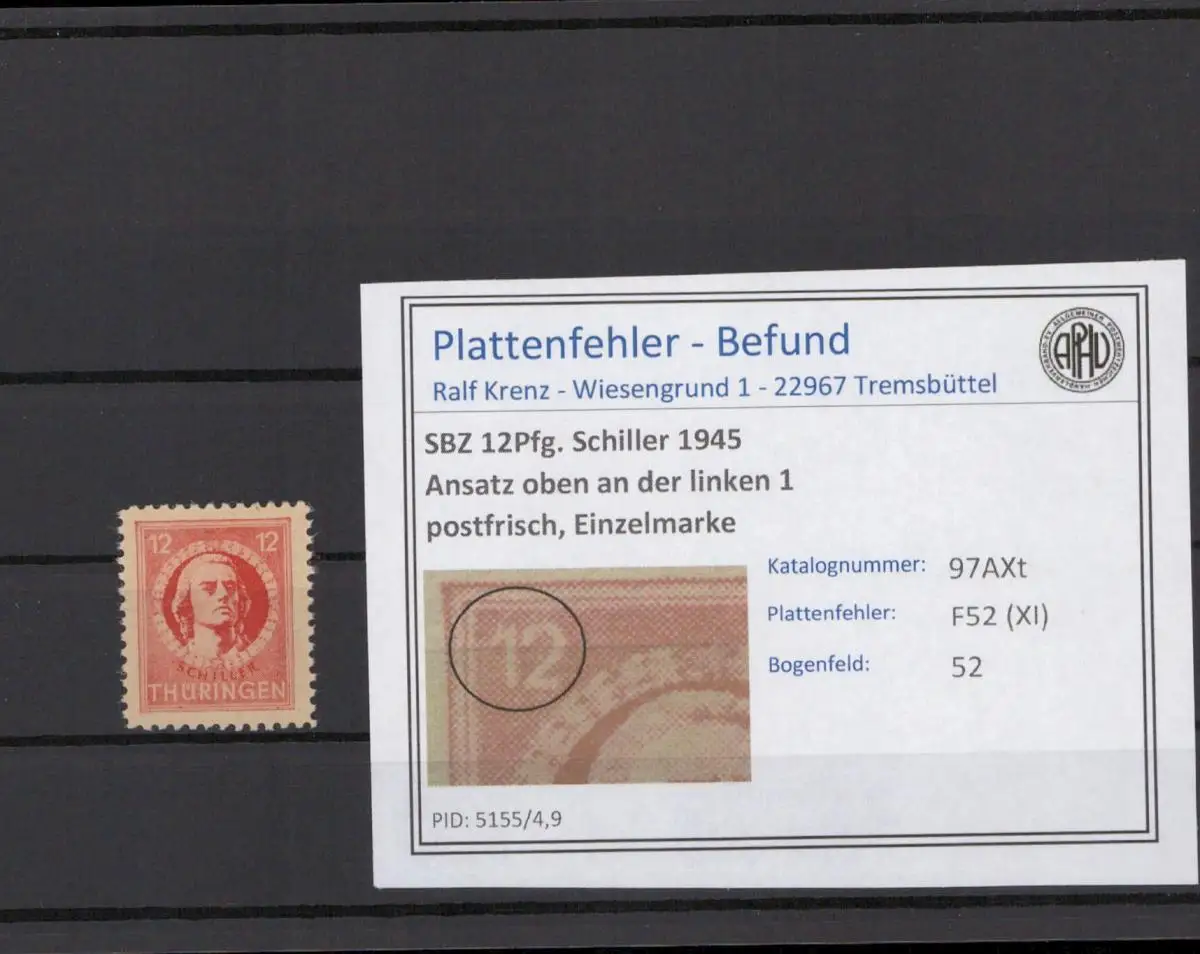 12 12
SCHILLER
THÜRINGEN
Plattenfehler - Befund
Ralf Krenz - Wiesengrund 1 - 22967 Tremsbüttel
APHV
SBZ 12Pfg. Schiller 1945
Ansatz oben an der linken 1
postfrisch, Einzelmarke
12
Katalognummer: 97AXt
Plattenfehler: F52 (XI)
Bogenfeld: 52
PID: 5155/4,9